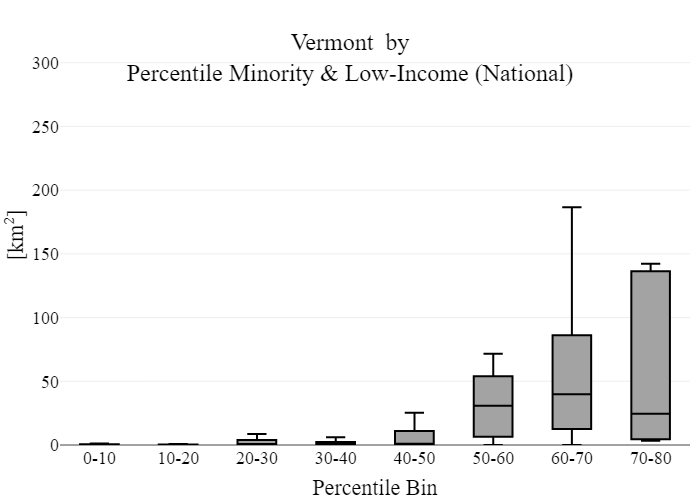 Vermont  by
Percentile Minority & Low-Income (National)
300
250
200
150
100
50
0
[km²]
0-10 10-20 20-30 30-40 40-50 50-60 60-70 70-80
Percentile Bin